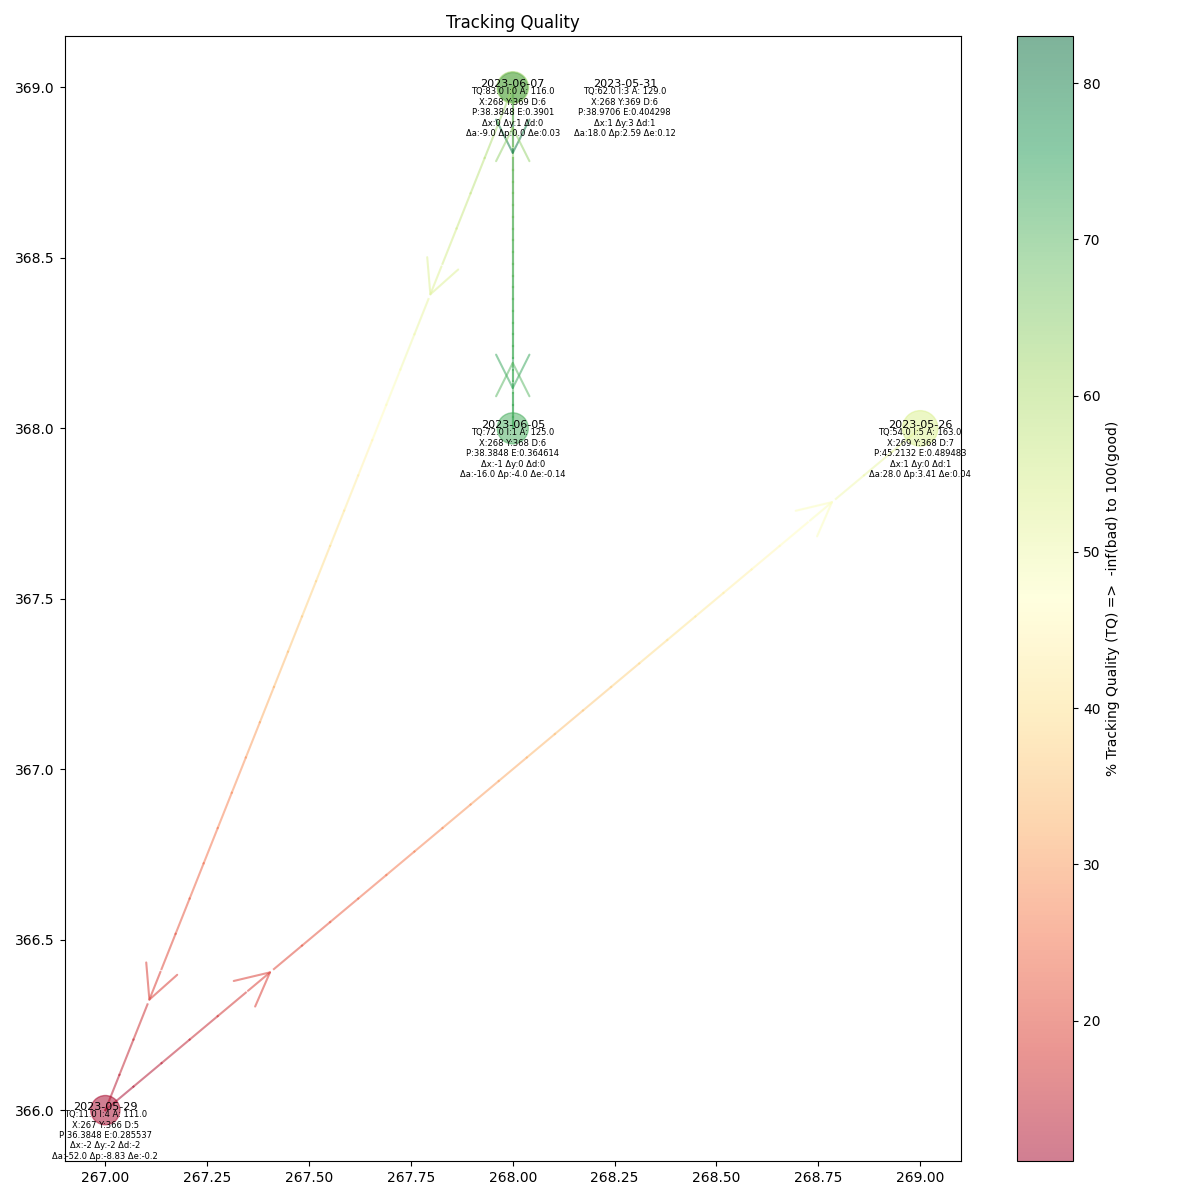 Tracking Quality
369.0
368.5
368.0
367.5
367.0
366.5
366.0
2023-06-07
TQ:83.0 I:0 A: 116.0
X:268 Y:369 D:6
P:38.3848 E:0.3901
Δx:0 Δy:1 Δd:0
Δa:-9.0 Δp:0.0 Δe:0.03
2023-05-31
TQ:62.0 I:3 A: 129.0
X:268 Y:369 D:6
P:38.9706 E:0.404298
Δx:1 Δy:3 Δd:1
Δa:18.0 Δp:2.59 Δe:0.12
2023-06-05
TQ:72.0 I:1 A: 125.0
X:268 Y:368 D:6
P:38.3848 E:0.364614
Δx:-1 Δy:0 Δd:0
Δa:-16.0 Δp:-4.0 Δe:-0.14
2023-05-26
TQ:54.0 I:5 A: 163.0
X:269 Y:368 D:7
P:45.2132 E:0.489483
Δx:1 Δy:0 Δd:1
Δa:28.0 Δp:3.41 Δe:0.04
2023-05-29
TQ:11.0 I:4 A: 111.0
X:267 Y:366 D:5
P:36.3848 E:0.285537
Δx:-2 Δy:-2 Δd:-2
Δa:-52.0 Δp:-8.83 Δe:-0.2
267.00
267.25
267.50
267.75
268.00
268.25
268.50
268.75
269.00
80
70
60
50
40
30
20
% Tracking Quality (TQ) =>  -inf(bad) to 100(good)